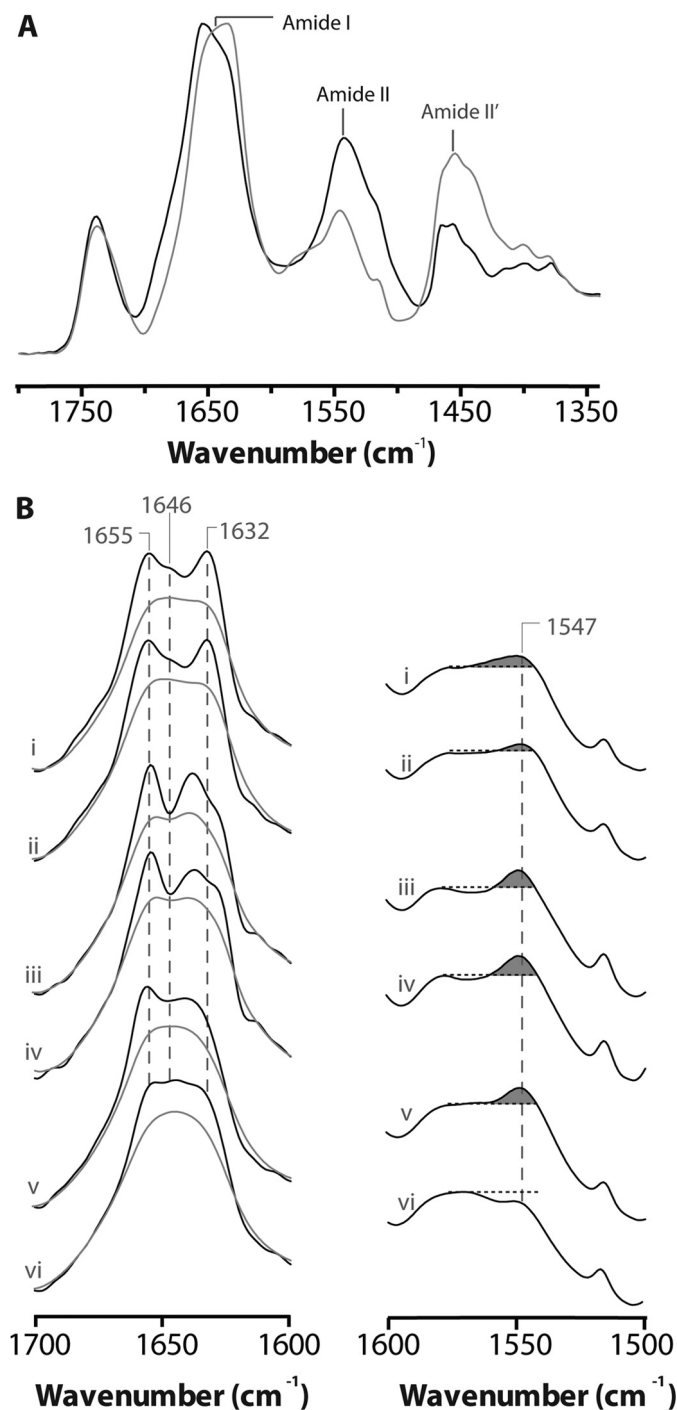 A
Amide I
Amide II
Amide II′
1750 1650 1550 1450 1350
Wavenumber (cm⁻¹)
B
1646
1655 1632
1547
i i
ii ii
iii iii
iv iv
v v
vi vi
1700 1650 1600 1600 1550 1500
Wavenumber (cm⁻¹) Wavenumber (cm⁻¹)